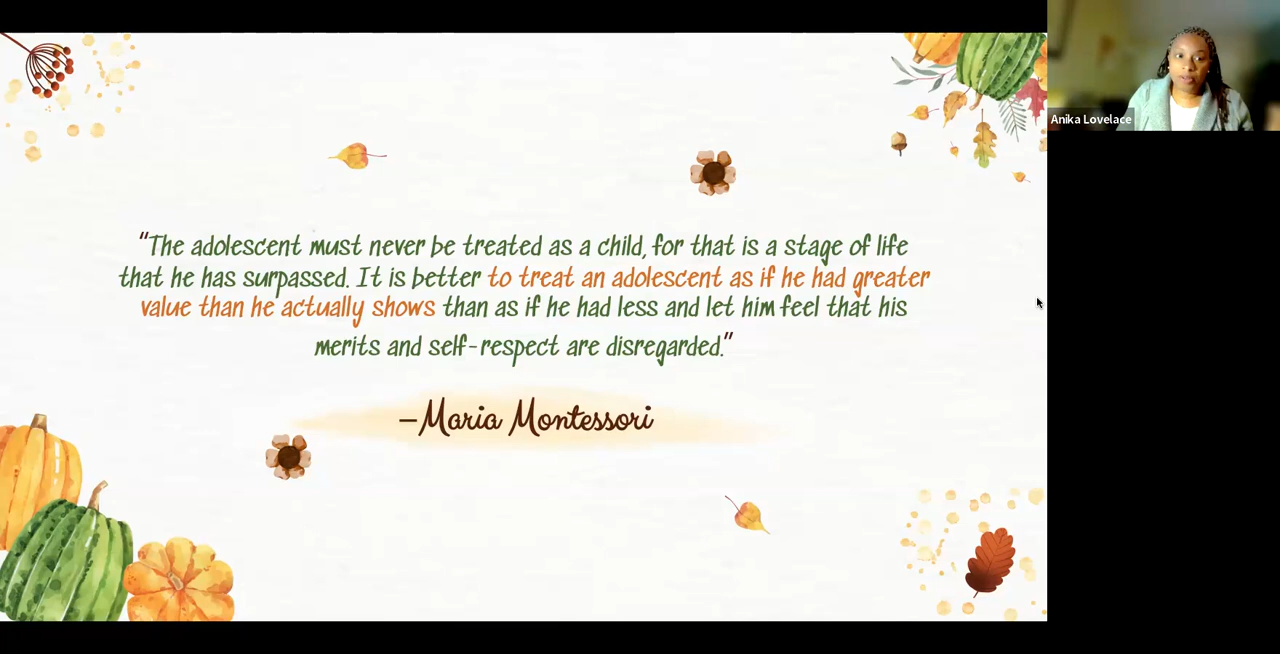 "The adolescent must never be treated as a child, for that is a stage of life
that he has surpassed. It is better to treat an adolescent as if he had greater
value than he actually shows than as if he had less and let him feel that his
merits and self-respect are disregarded."
—Maria Montessori
Anika Lovelace